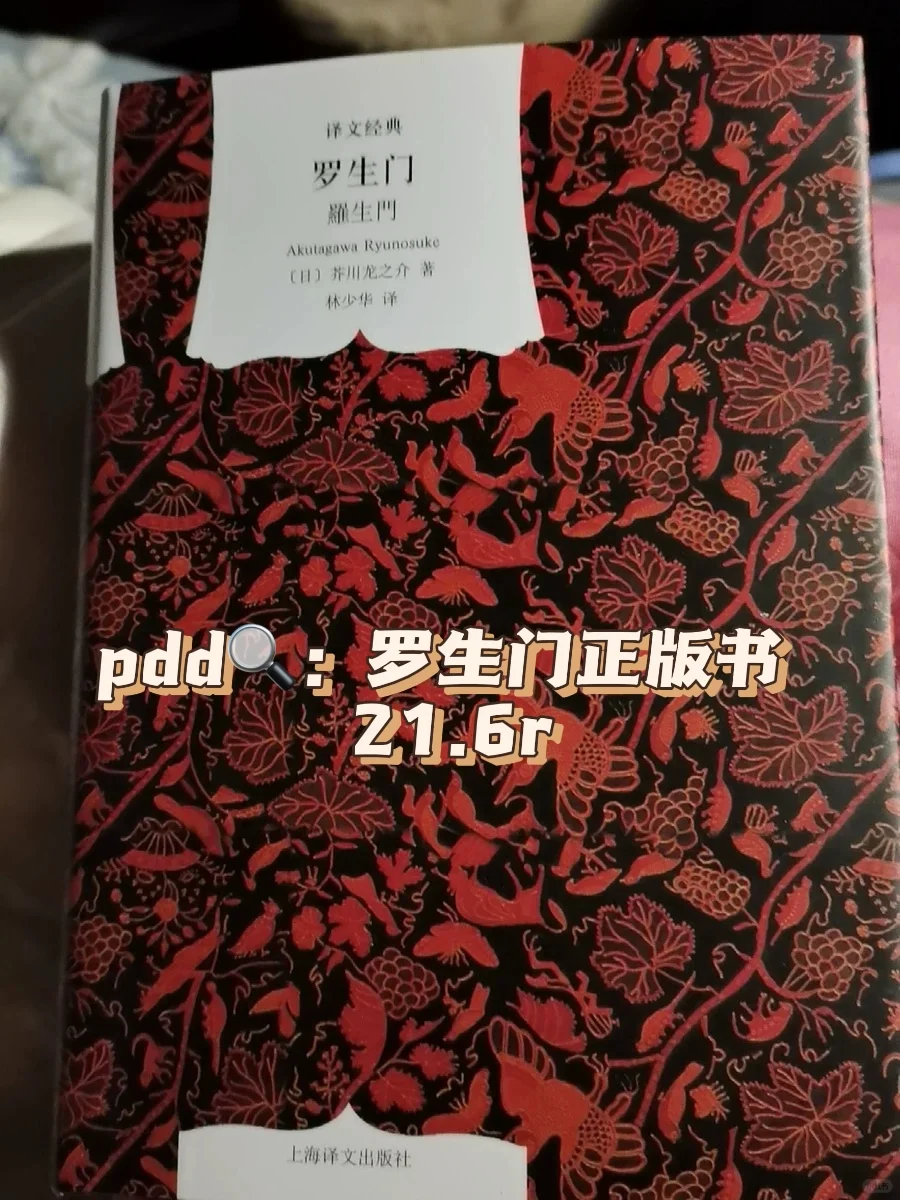 译文经典
罗生门
羅生門
Akutagawa Ryunosuke
〔日〕芥川龙之介 著
林少华 译
pdd🔍：罗生门正版书
21.6r
上海译文出版社